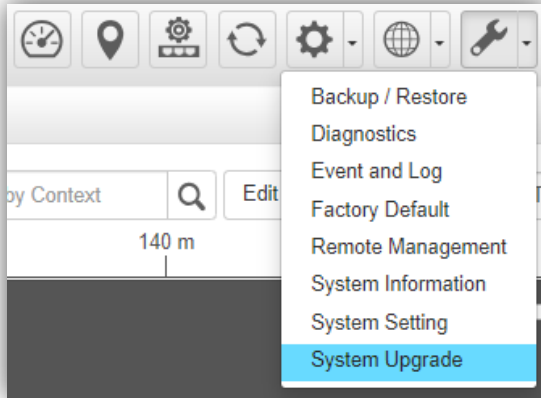 Backup / Restore
Diagnostics
Event and Log
by Context
Edit
Factory Default
140 m
Remote Management
System Information
System Setting
System Upgrade